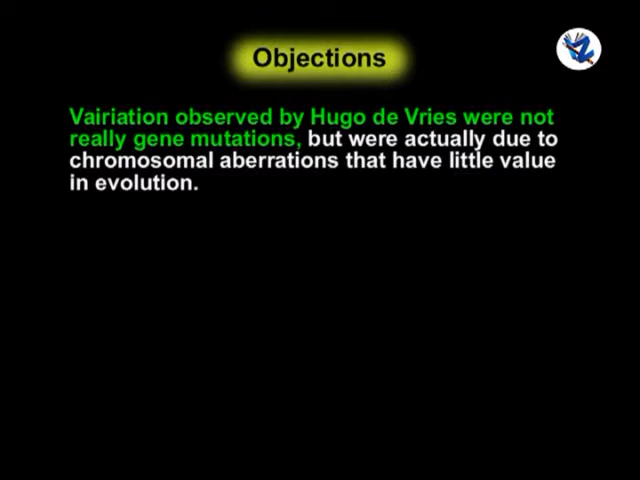 Objections
Vairiation observed by Hugo de Vries were not
really gene mutations, but were actually due to
chromosomal aberrations that have little value
in evolution.